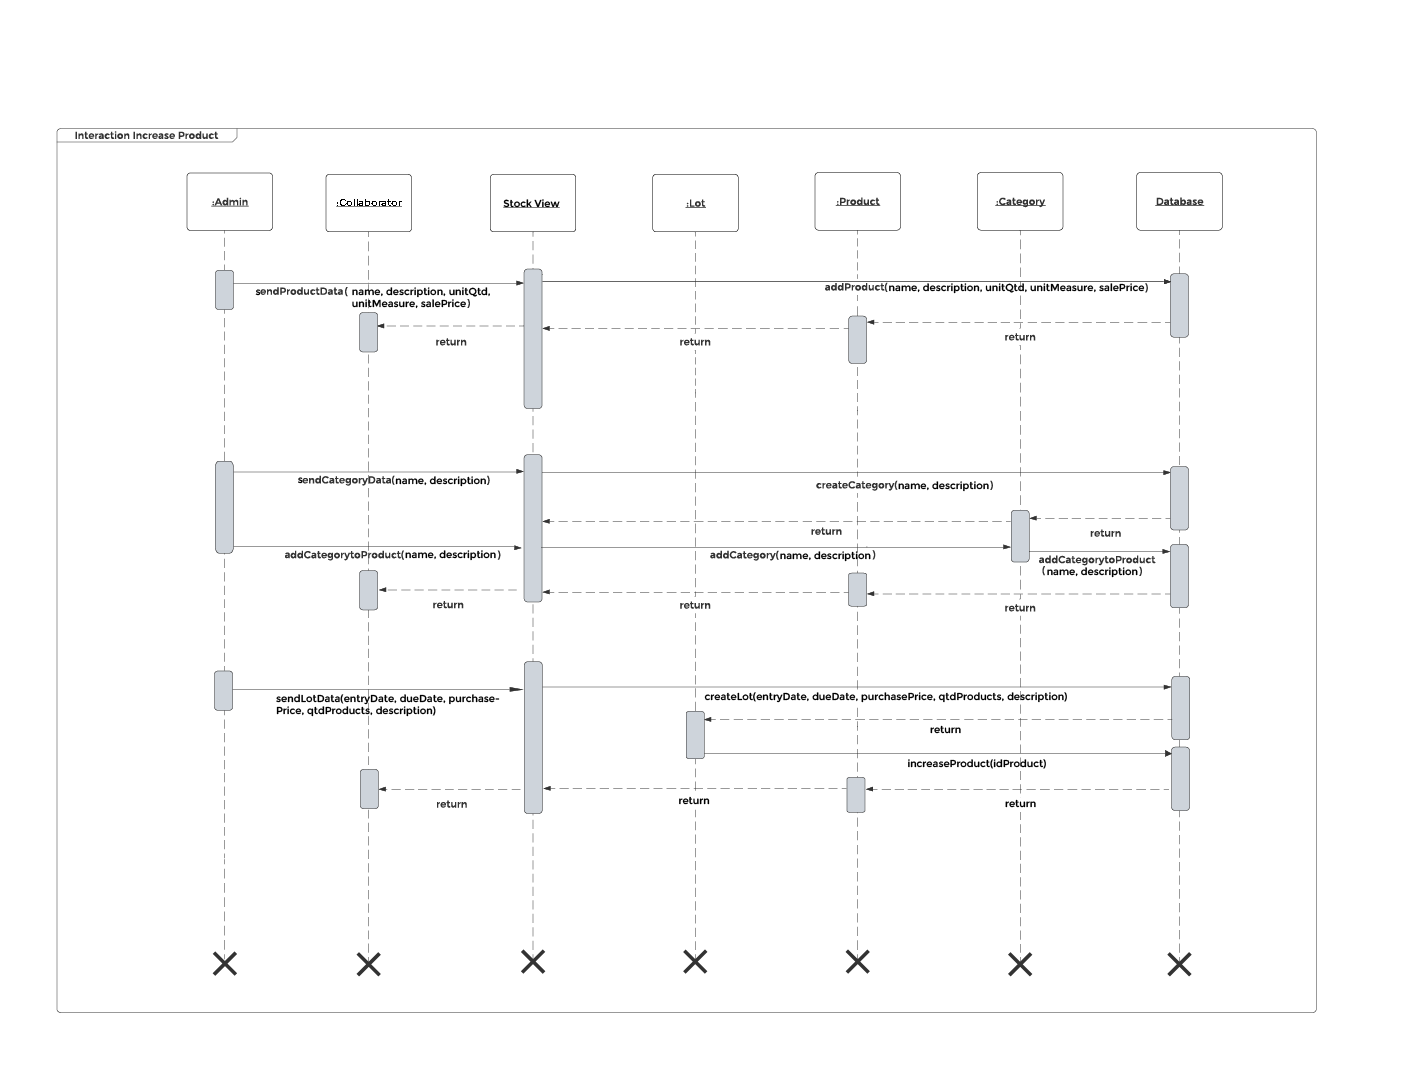 Interaction Increase Product
:Admin
:Collaborator
Stock View
:Lot
:Product
:Category
Database
sendProductData( name, description, unitQtd,
unitMeasure, salePrice)
addProduct(name, description, unitQtd, unitMeasure, salePrice)
return
return
return
sendCategoryData(name, description)
createCategory(name, description)
return
return
addCategorytoProduct(name, description)
addCategory(name, description)
addCategorytoProduct
(name, description)
return
return
return
sendLotData(entryDate, dueDate, purchase-
Price, qtdProducts, description)
createLot(entryDate, dueDate, purchasePrice, qtdProducts, description)
return
increaseProduct(idProduct)
return
return
return